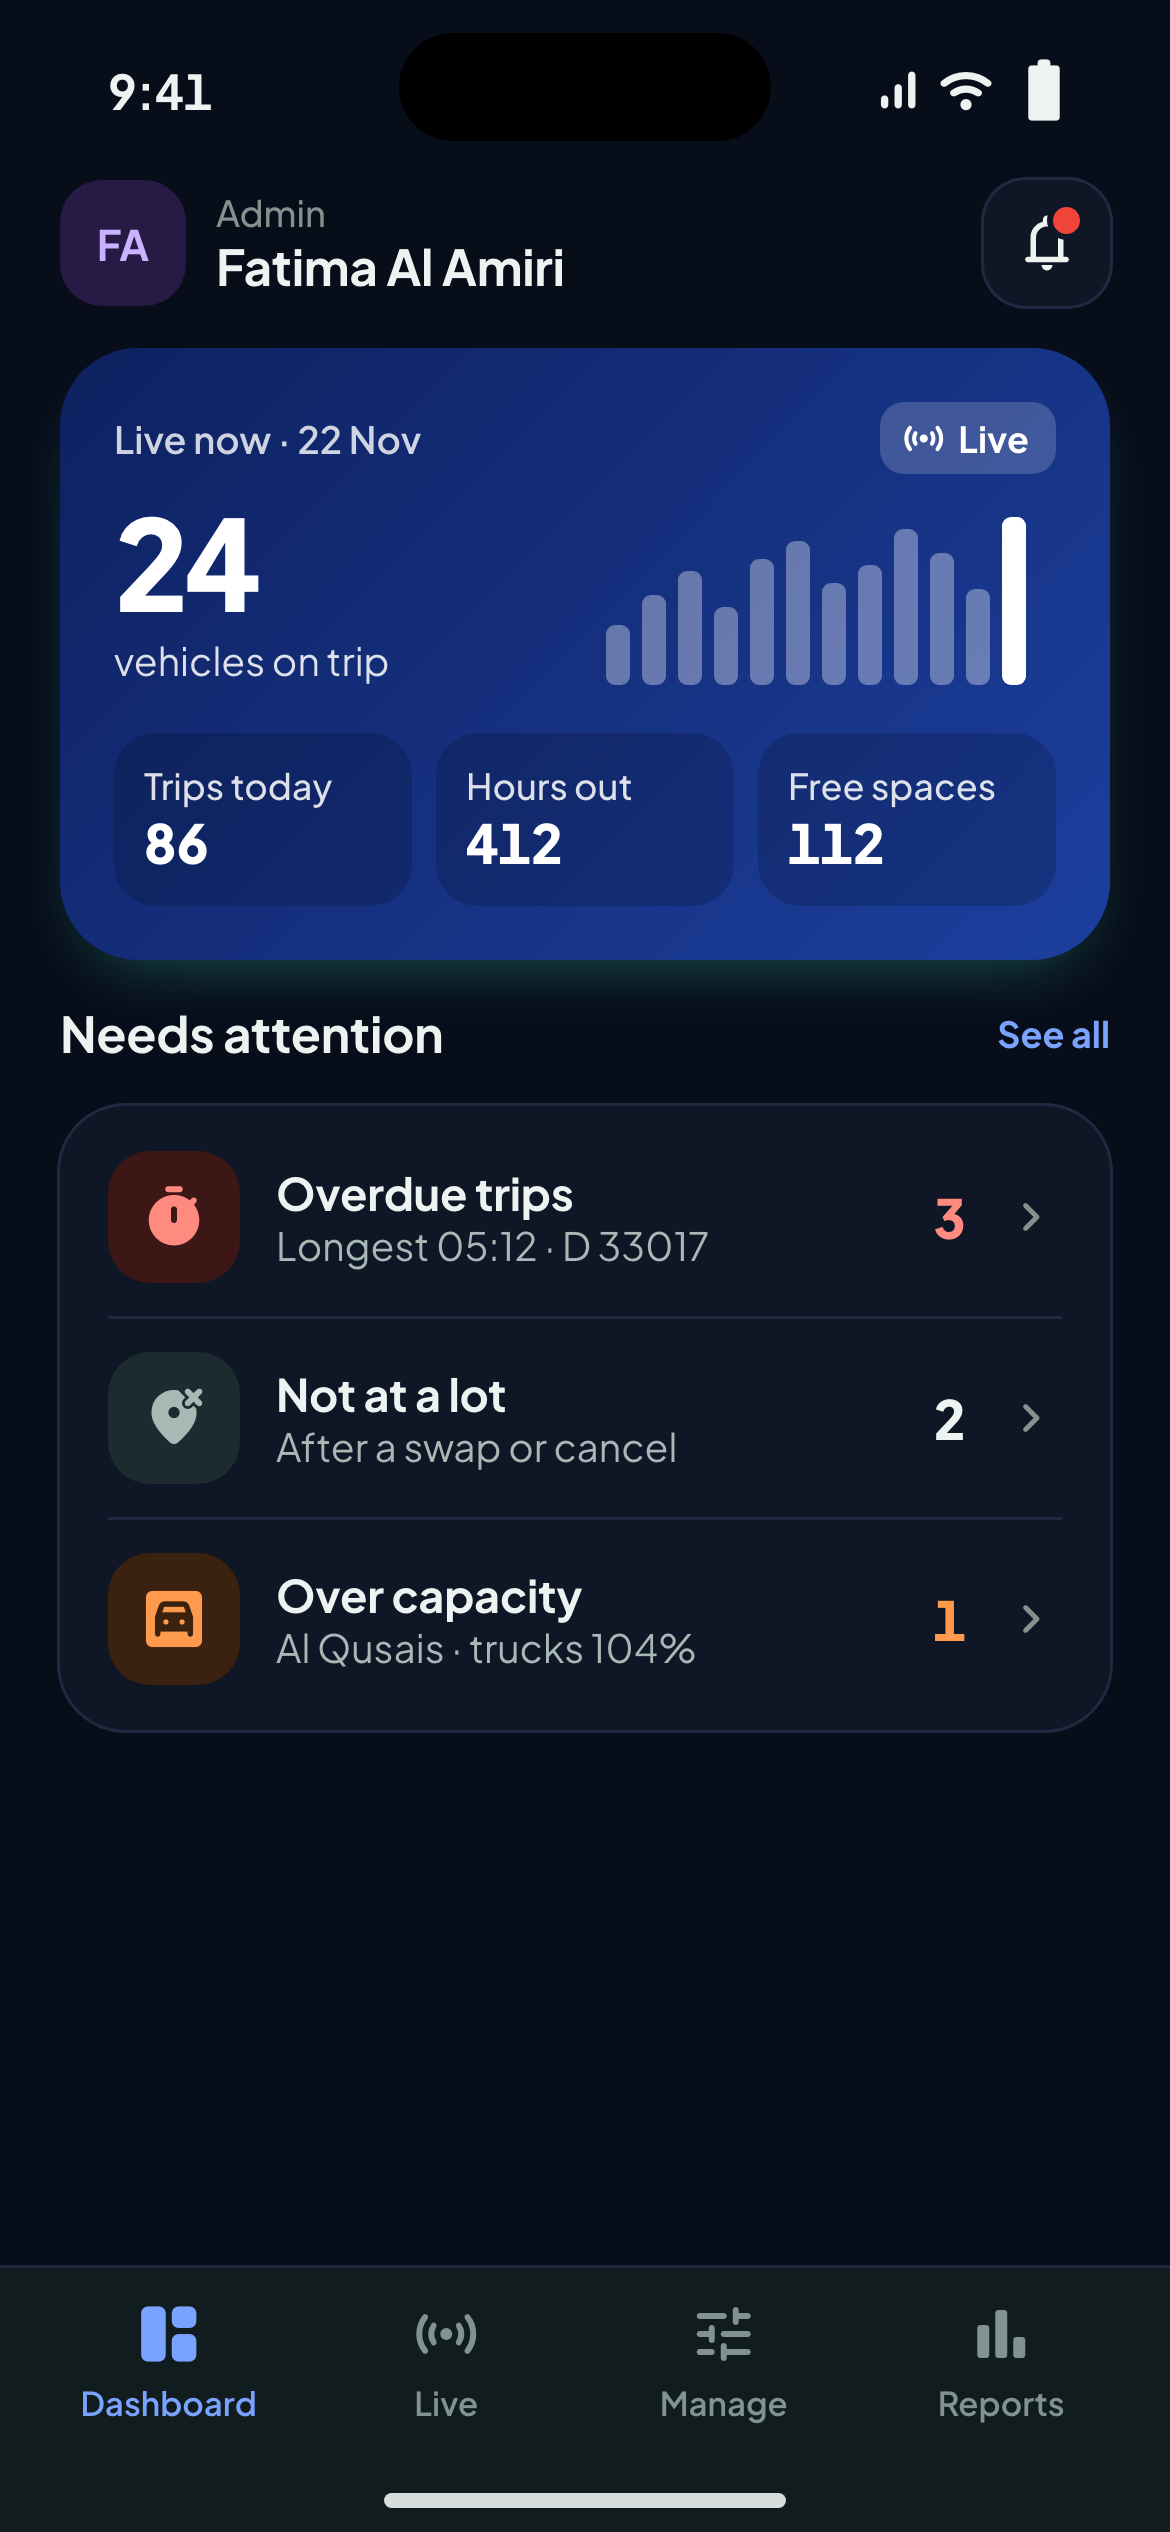 9:41
FA
Admin
Fatima Al Amiri
Live now · 22 Nov
Live
24
vehicles on trip
Trips today
86
Hours out
412
Free spaces
112
Needs attention
See all
Overdue trips
Longest 05:12 · D 33017
3
Not at a lot
After a swap or cancel
2
Over capacity
Al Qusais · trucks 104%
1
Dashboard
Live
Manage
Reports